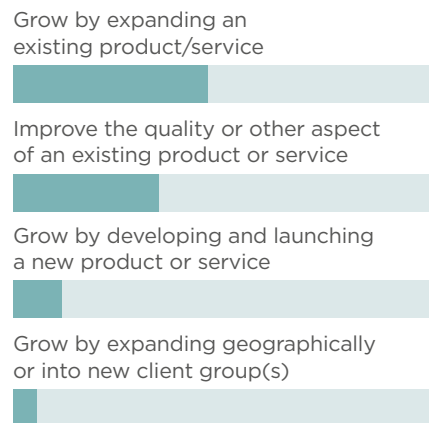 Grow by expanding an
existing product/service
Improve the quality or other aspect
of an existing product or service
Grow by developing and launching
a new product or service
Grow by expanding geographically
or into new client group(s)